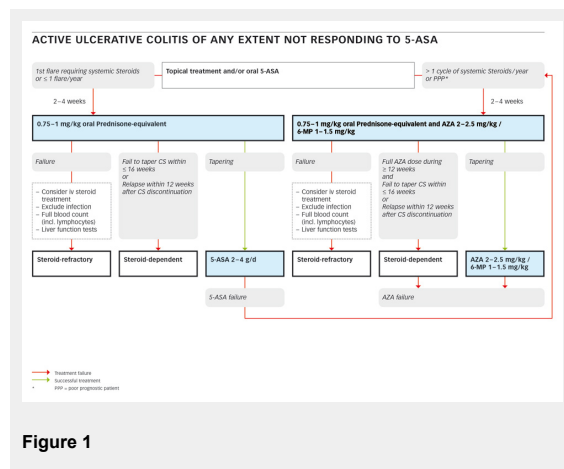 ACTIVE ULCERATIVE COLITIS OF ANY EXTENT NOT RESPONDING TO 5-ASA
1st flare requiring systemic Steroids
or ≤ 1 flare/year
Topical treatment and/or oral 5-ASA
> 1 cycle of systemic Steroids/year
or PPP*
2–4 weeks
2–4 weeks
0.75–1 mg/kg oral Prednisone-equivalent
0.75–1 mg/kg oral Prednisone-equivalent and AZA 2–2.5 mg/kg /
6-MP 1–1.5 mg/kg
Failure
Fail to taper CS within
≤ 16 weeks
or
Relapse within 12 weeks
after CS discontinuation
Tapering
Failure
Full AZA dose during
≥ 12 weeks
and
Fail to taper CS within
≤ 16 weeks
or
Relapse within 12 weeks
after CS discontinuation
Tapering
– Consider iv steroid
treatment
– Exclude infection
– Full blood count
(incl. lymphocytes)
– Liver function tests
– Consider iv steroid
treatment
– Exclude infection
– Full blood count
(incl. lymphocytes)
– Liver function tests
Steroid-refractory
Steroid-dependent
5-ASA 2–4 g/d
Steroid-refractory
Steroid-dependent
AZA 2–2.5 mg/kg /
6-MP 1–1.5 mg/kg
5-ASA failure
AZA failure
Treatment failure
Successful treatment
* PPP = poor prognostic patient
Figure 1